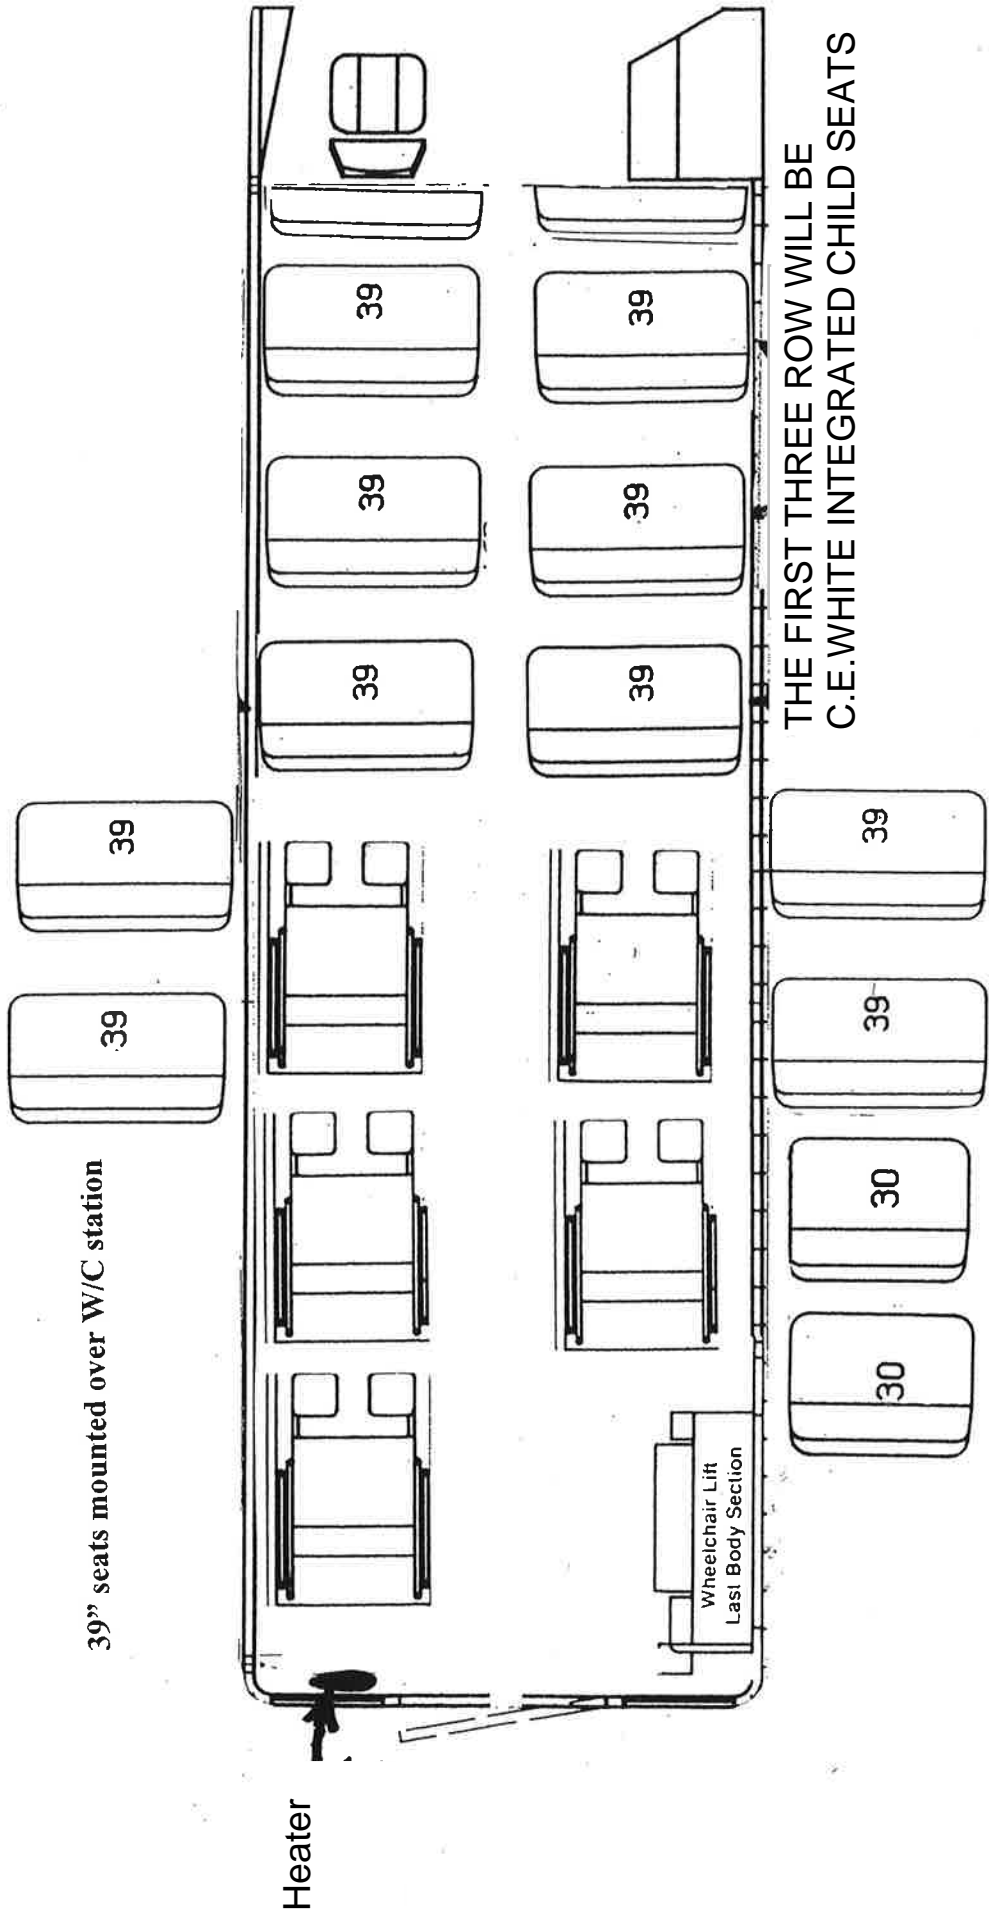 39” seats mounted over W/C station
39
39
Heater
39
39
39
39
39
39
Wheelchair Lift
Last Body Section
THE FIRST THREE ROW WILL BE
C.E.WHITE INTEGRATED CHILD SEATS
30
30
39
39